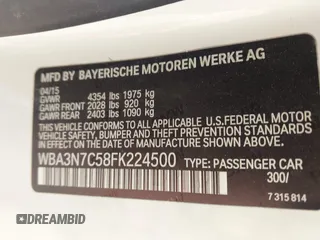 MFD BY BAYERISCHE MOTOREN WERKE AG
04/15
GVWR 4354 lbs 1975 kg
GAWR FRONT 2028 lbs 920 kg
GAWR REAR 2403 lbs 1090 kg
THIS VEHICLE CONFORMS TO ALL APPLICABLE U.S.FEDERAL MOTOR
VEHICLE SAFETY, BUMPER AND THEFT PREVENTION STANDARDS
IN EFFECT ON THE DATE OF MANUFACTURE SHOWN ABOVE.
WBA3N7C58FK224500 TYPE: PASSENGER CAR
300/
7 315 814
DREAMBID